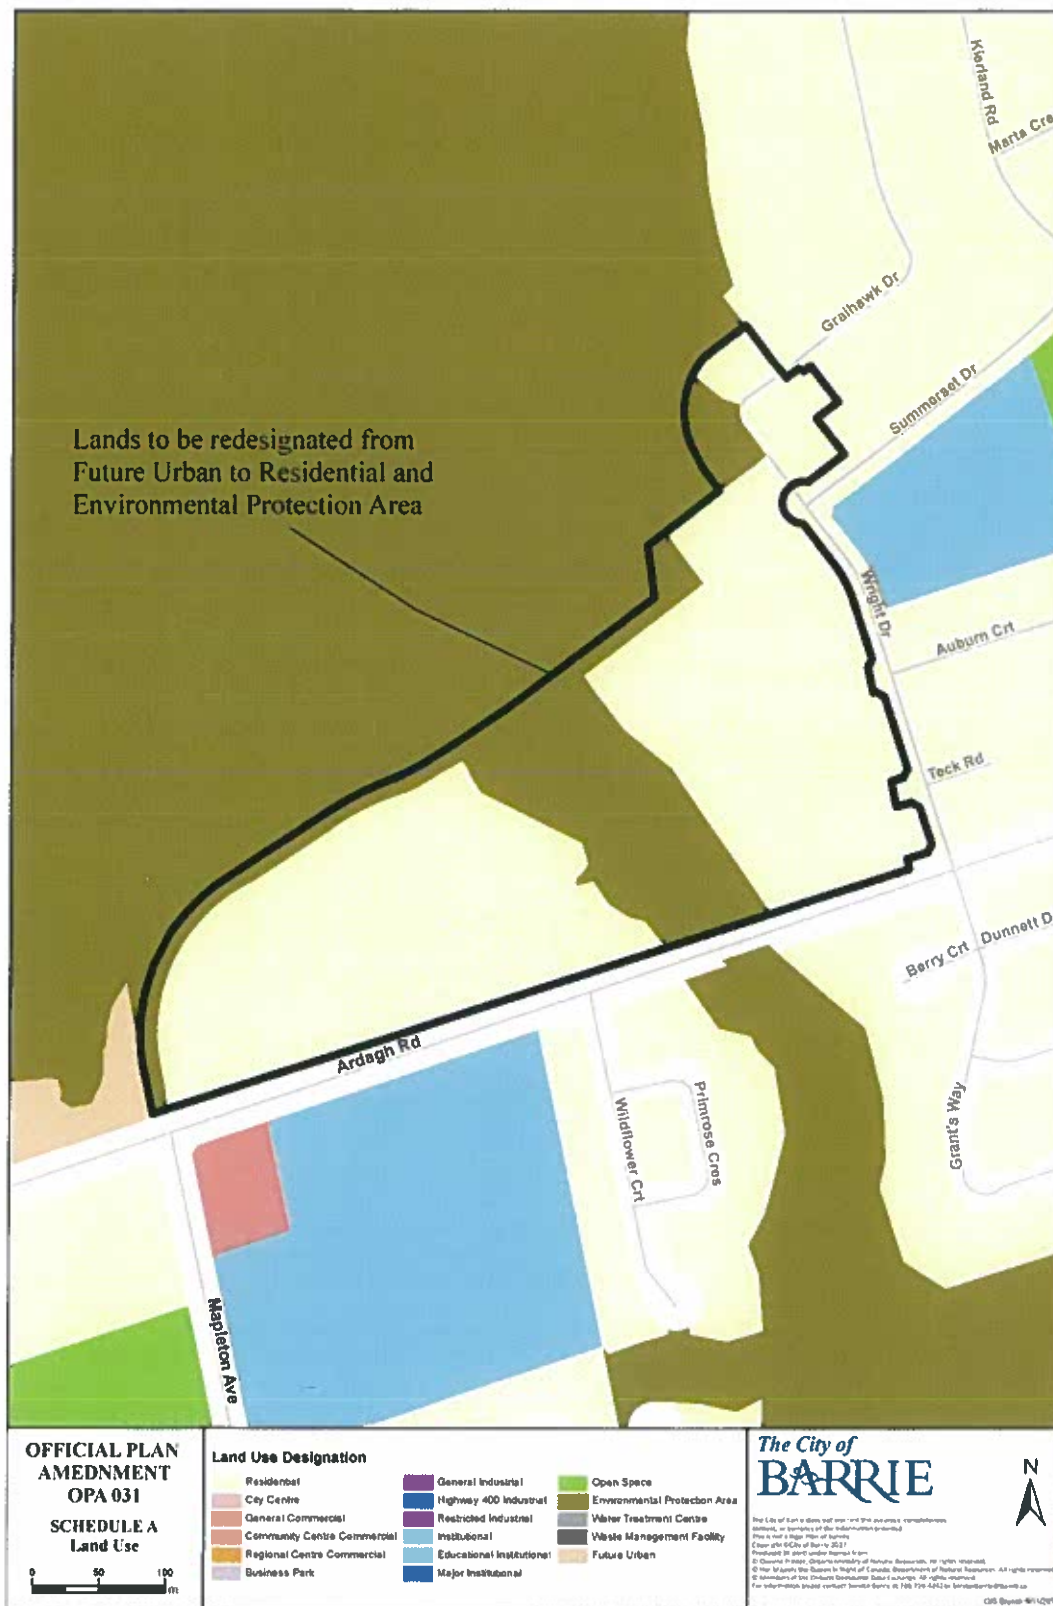 Kierland Rd
Marta Cre
Gralhawk Dr
Summerset Dr
Lands to be redesignated from
Future Urban to Residential and
Environmental Protection Area
Wright Dr
Auburn Crt
Teck Rd
Berry Crt
Dunnett D
Ardagh Rd
Grant's Way
Primrose Cres
Wildflower Crt
Mapleton Ave
OFFICIAL PLAN
AMEDNMENT
OPA 031
SCHEDULE A
Land Use
0 50 100
m
Land Use Designation
Residential
City Centre
General Commercial
Community Centre Commercial
Regional Centre Commercial
Business Park
General Industrial
Highway 400 Industrial
Restricted Industrial
Institutional
Educational Institutional
Major Institutional
Open Space
Environmental Protection Area
Water Treatment Centre
Waste Management Facility
Future Urban
The City of
BARRIE
N